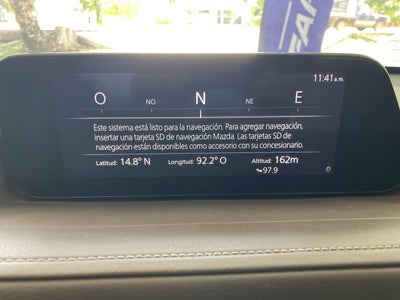 11:41 a.m.
O NO N NE E
Este sistema está listo para la navegación. Para agregar navegación,
insertar una tarjeta SD de navegación Mazda. Las tarjetas SD de
navegación están disponibles como accesorio con su concesionario.
Latitud: 14.8° N Longitud: 92.2° O Altitud: 162m
97.9